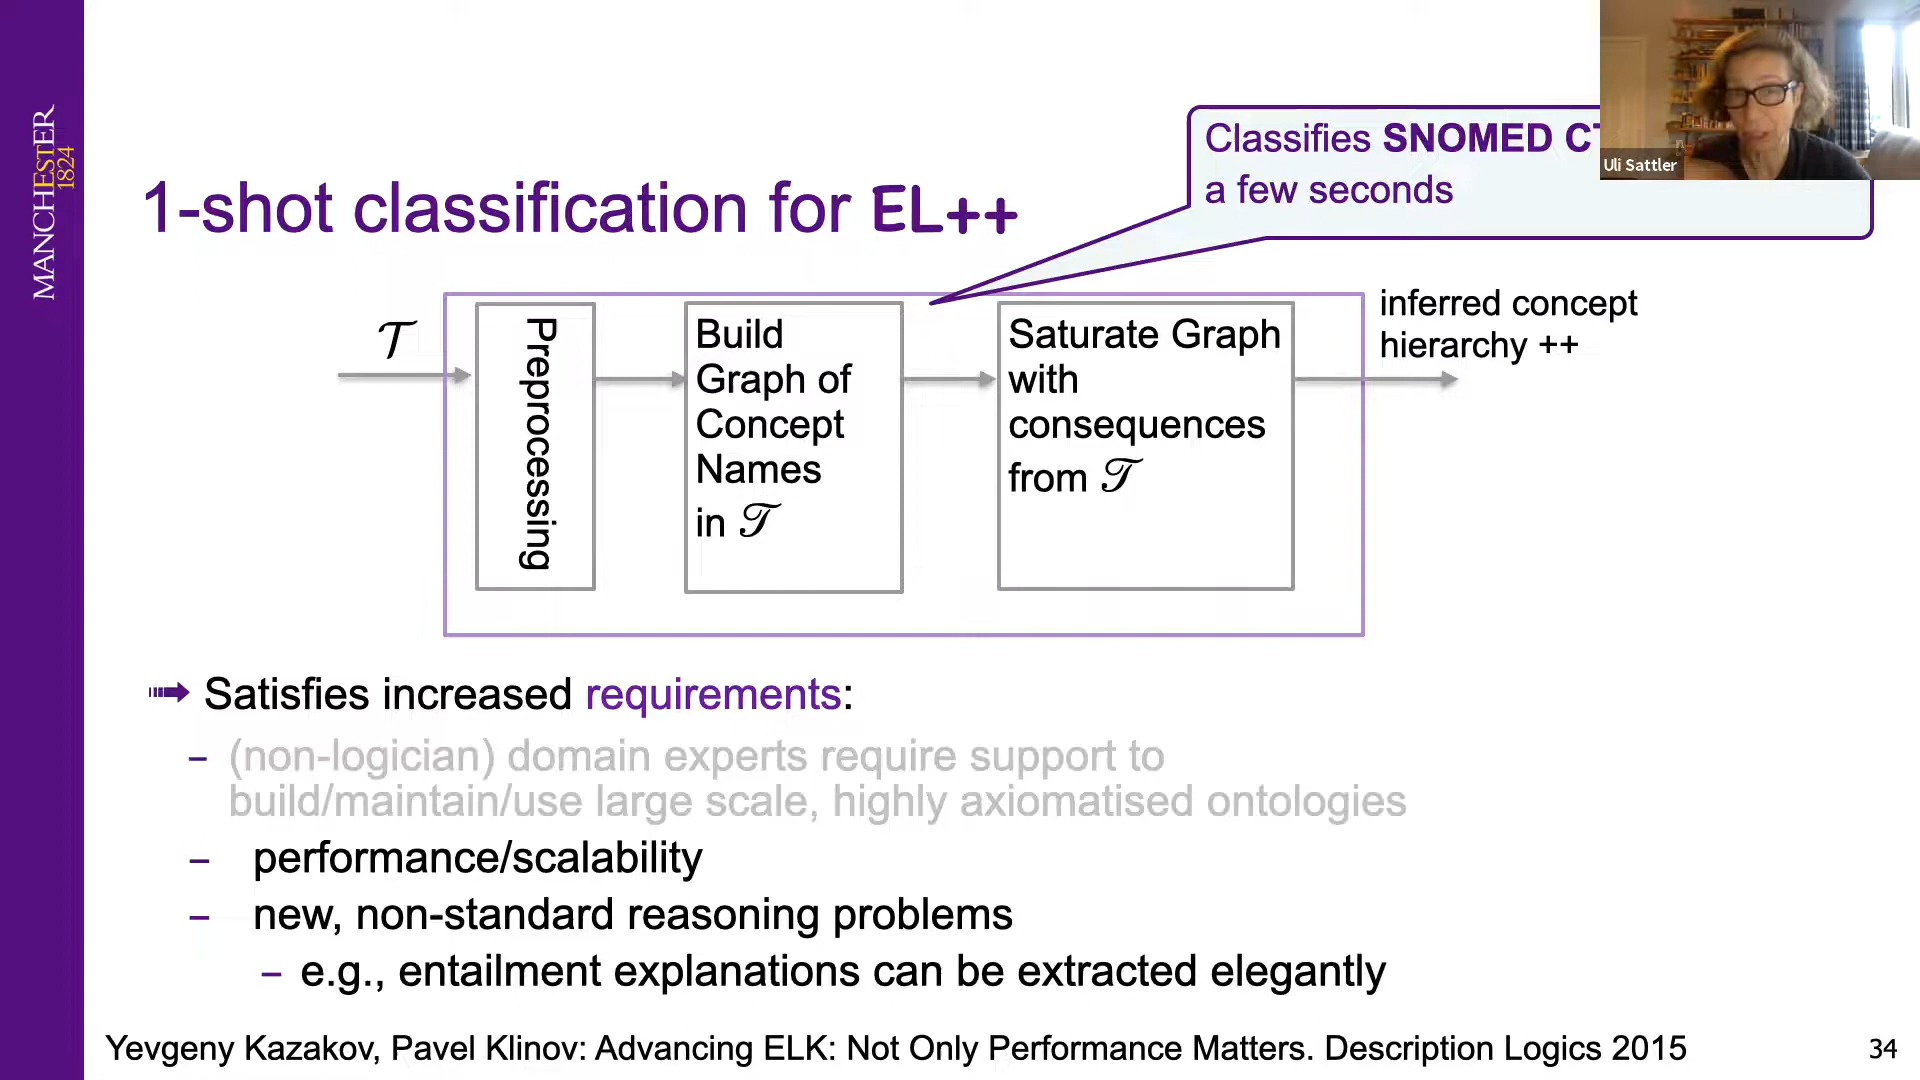 MANCHESTER
1824
Classifies SNOMED C
a few seconds
Uli Sattler
1-shot classification for EL++
𝒯
Preprocessing
Build
Graph of
Concept
Names
in 𝒯
Saturate Graph
with
consequences
from 𝒯
inferred concept
hierarchy ++
Satisfies increased requirements:
– (non-logician) domain experts require support to
build/maintain/use large scale, highly axiomatised ontologies
– performance/scalability
– new, non-standard reasoning problems
– e.g., entailment explanations can be extracted elegantly
Yevgeny Kazakov, Pavel Klinov: Advancing ELK: Not Only Performance Matters. Description Logics 2015
34